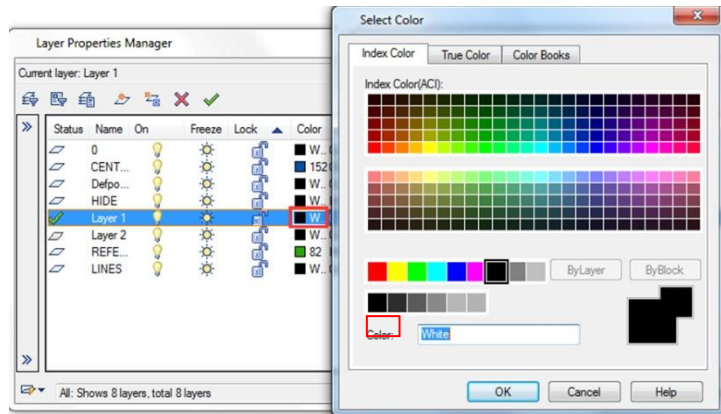 Layer Properties Manager
Current layer: Layer 1
Status Name On Freeze Lock Color
0 W..
CENT... 152
Defpo... W..
HIDE W..
Layer 1 W
Layer 2 W..
REFE... 82
LINES W..
All: Shows 8 layers, total 8 layers
Select Color
Index Color True Color Color Books
Index Color(ACI):
ByLayer ByBlock
Color: White
OK Cancel Help